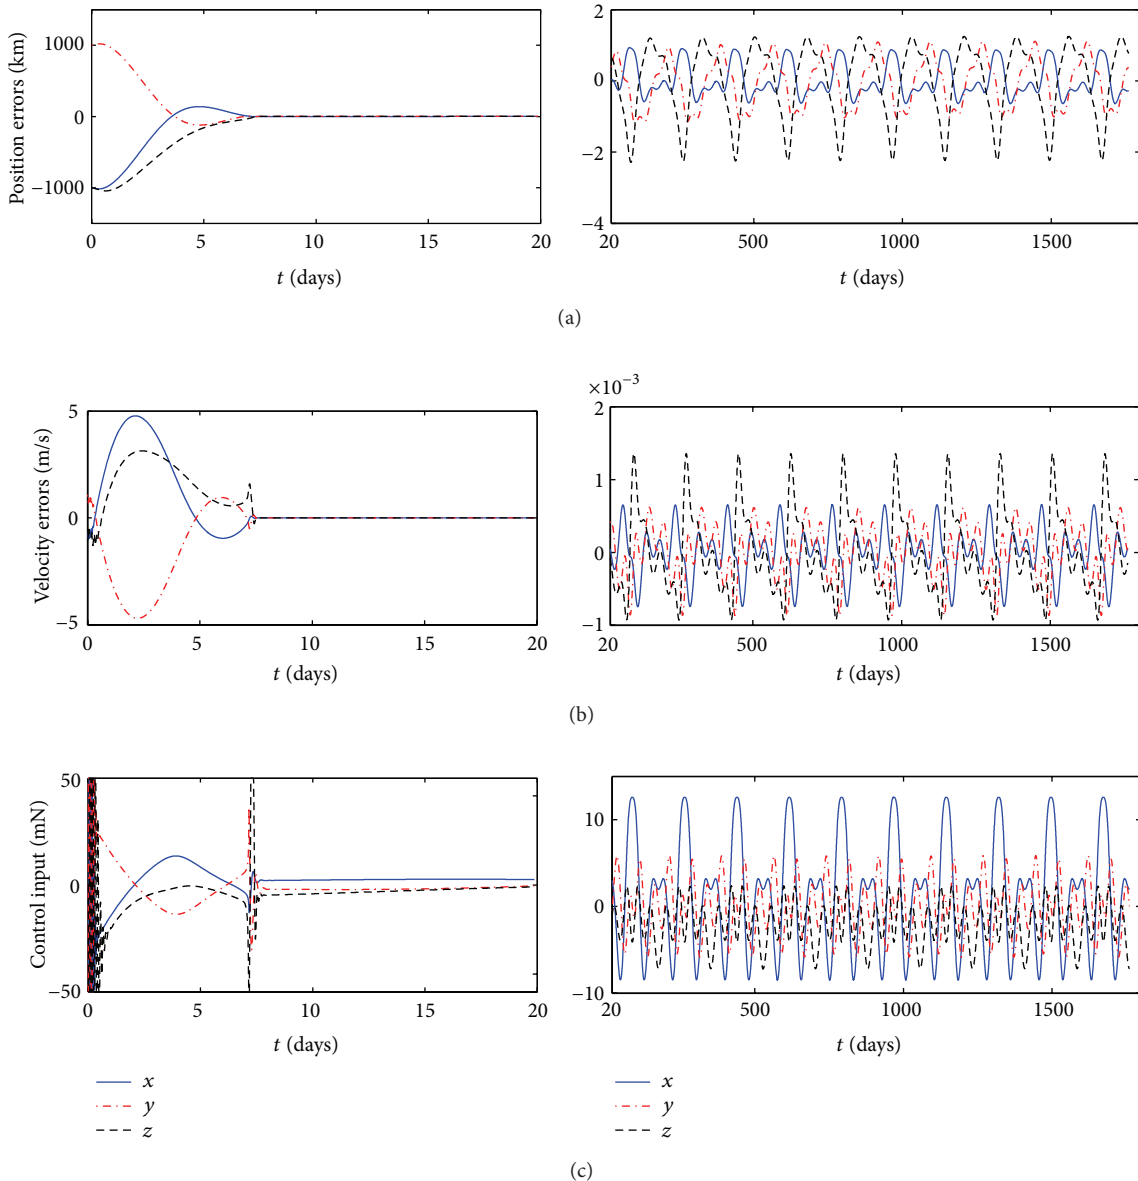 Position errors (km)
1000
0
−1000
0 5 10 15 20
t (days)
2
0
−2
−4
20 500 1000 1500
t (days)
(a)
Velocity errors (m/s)
5
0
−5
0 5 10 15 20
t (days)
×10−3
2
1
0
−1
20 500 1000 1500
t (days)
(b)
Control input (mN)
50
0
−50
0 5 10 15 20
t (days)
10
0
−10
20 500 1000 1500
t (days)
x
y
z
x
y
z
(c)